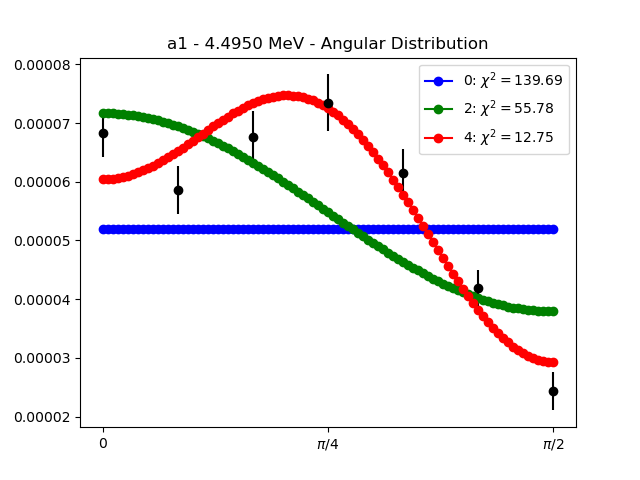 a1 - 4.4950 MeV - Angular Distribution
0.00008
0.00007
0.00006
0.00005
0.00004
0.00003
0.00002
0: χ² = 139.69
2: χ² = 55.78
4: χ² = 12.75
0
π/4
π/2